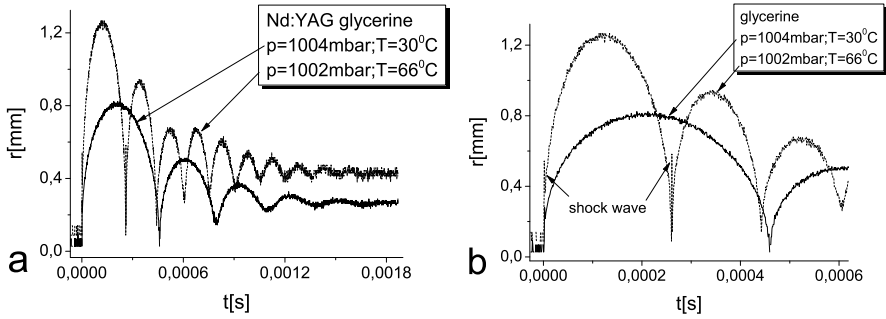 Nd:YAG glycerine
p=1004mbar;T=30⁰C
p=1002mbar;T=66⁰C
r[mm]
1,2
0,8
0,4
0,0
0,0000
0,0006
0,0012
0,0018
t[s]
a
glycerine
p=1004mbar;T=30⁰C
p=1002mbar;T=66⁰C
shock wave
r[mm]
1,2
0,8
0,4
0,0
0,0000
0,0002
0,0004
0,0006
t[s]
b